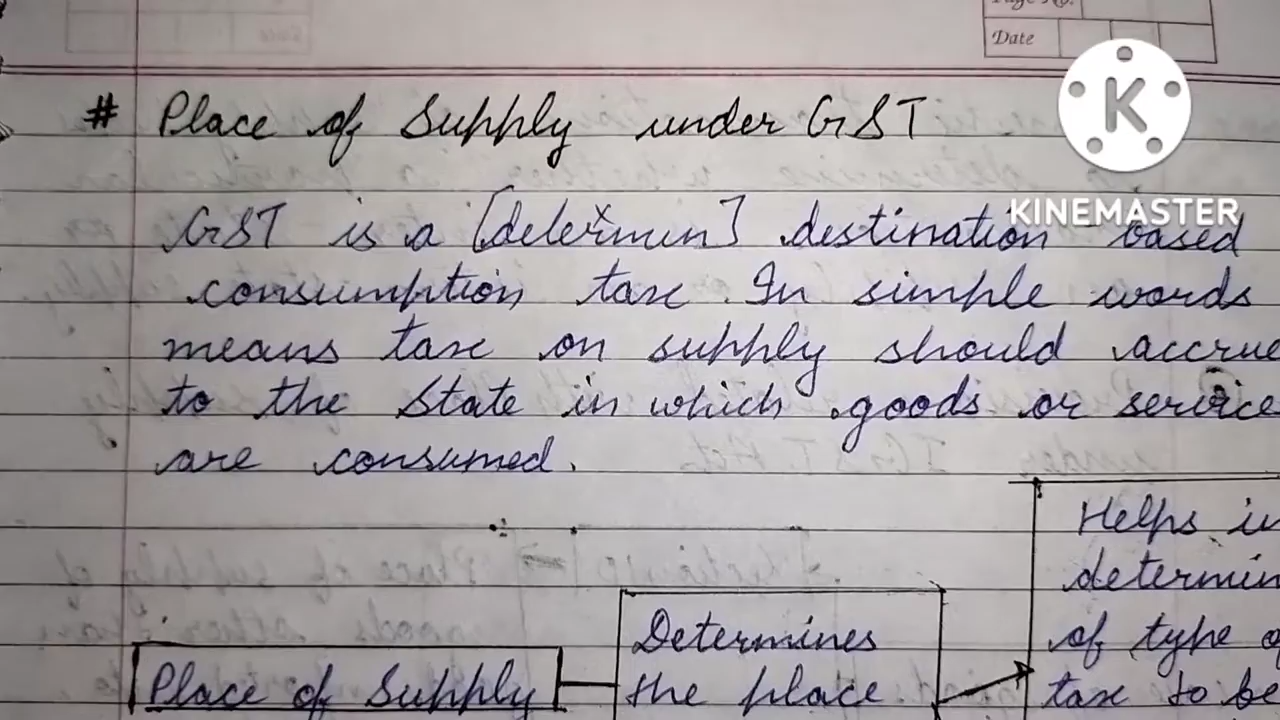 Page No.
Date
KINEMASTER
# Place of Supply under GST
GST is a [determin] destination based
consumption tax. In simple words
means tax on supply should accrue
to the State in which goods or service
are consumed.
Place of Supply
Determines
the place
Helps in
determin
of type of
tax to be